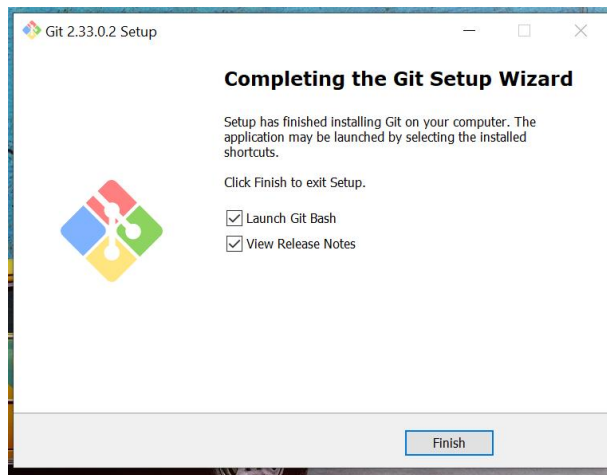 Git 2.33.0.2 Setup
Completing the Git Setup Wizard
Setup has finished installing Git on your computer. The
application may be launched by selecting the installed
shortcuts.
Click Finish to exit Setup.
Launch Git Bash
View Release Notes
Finish